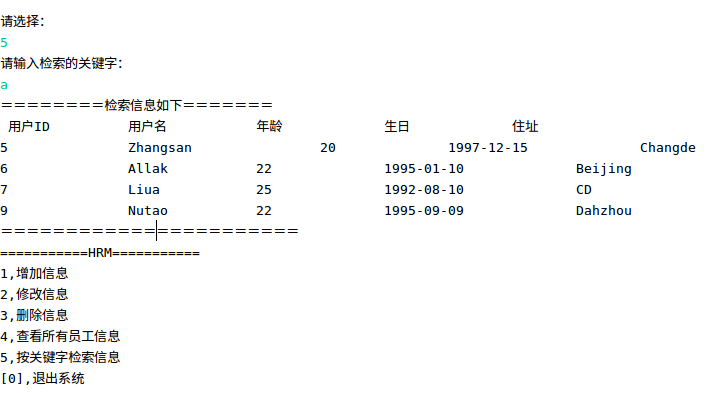 请选择：
5
请输入检索的关键字：
a
＝＝＝＝＝＝＝＝检索信息如下＝＝＝＝＝＝＝
用户ID 用户名 年龄 生日 住址
5 Zhangsan 20 1997-12-15 Changde
6 Allak 22 1995-01-10 Beijing
7 Liua 25 1992-08-10 CD
9 Nutao 22 1995-09-09 Dahzhou
＝＝＝＝＝＝＝＝＝＝＝＝＝＝＝＝＝＝＝＝＝＝＝
===========HRM===========
1,增加信息
2,修改信息
3,删除信息
4,查看所有员工信息
5,按关键字检索信息
[0],退出系统